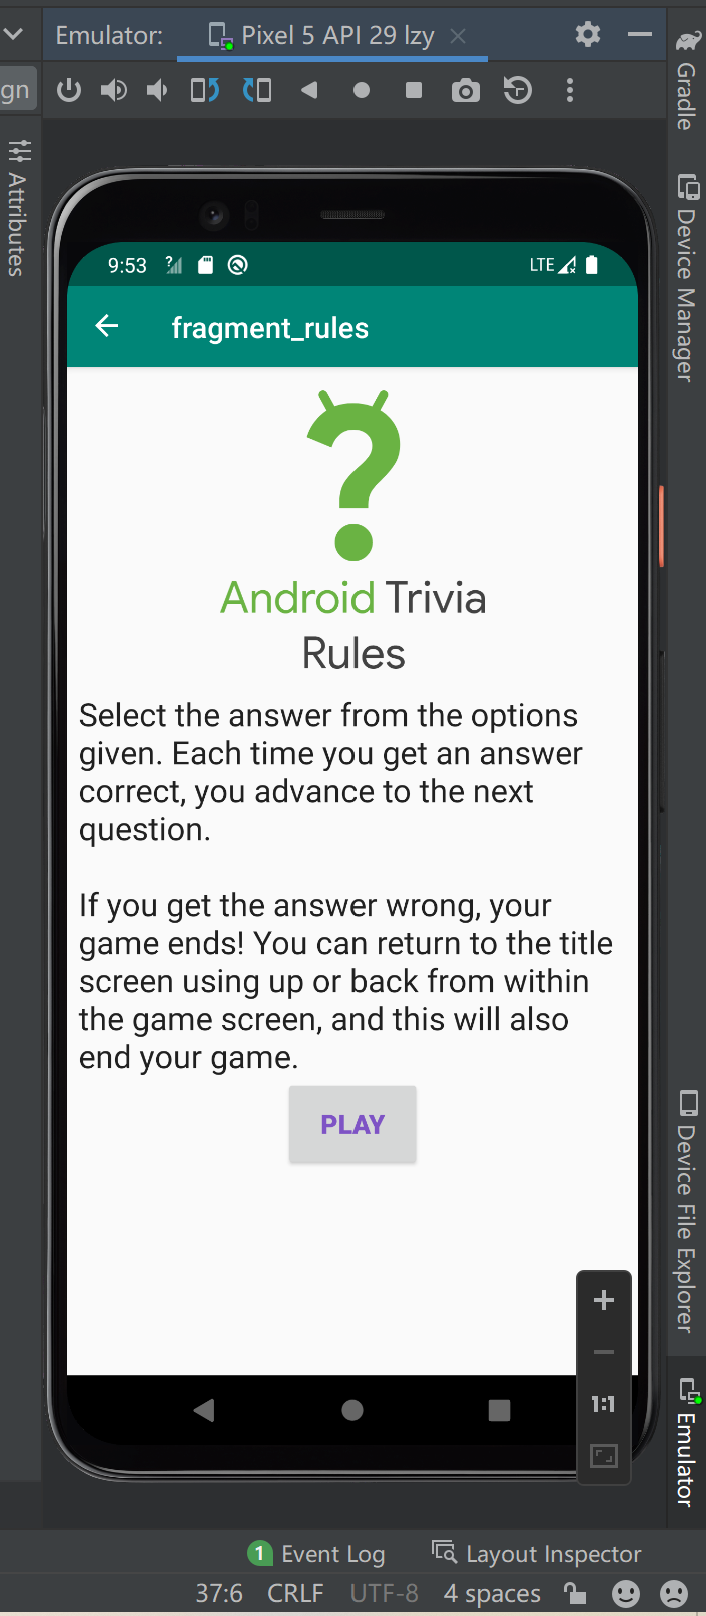 Emulator: Pixel 5 API 29 lzy
gn
Attributes
Gradle
Device Manager
9:53 ? LTE
fragment_rules
Android Trivia
Rules
Select the answer from the options
given. Each time you get an answer
correct, you advance to the next
question.
If you get the answer wrong, your
game ends! You can return to the title
screen using up or back from within
the game screen, and this will also
end your game.
PLAY
1:1
Device File Explorer
Emulator
1 Event Log Layout Inspector
37:6 CRLF UTF-8 4 spaces